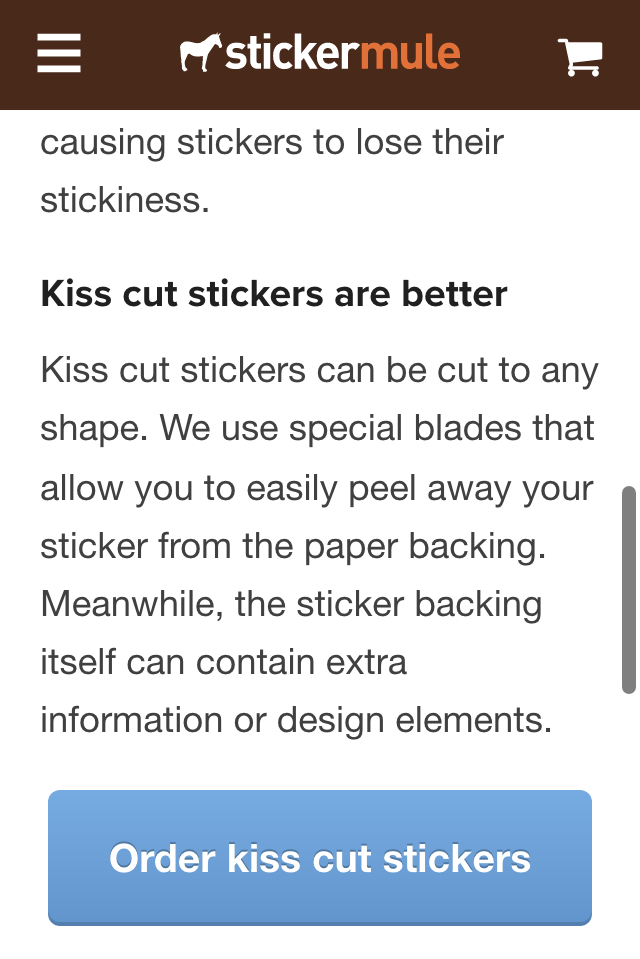 stickermule
causing stickers to lose their
stickiness.
Kiss cut stickers are better
Kiss cut stickers can be cut to any
shape. We use special blades that
allow you to easily peel away your
sticker from the paper backing.
Meanwhile, the sticker backing
itself can contain extra
information or design elements.
Order kiss cut stickers